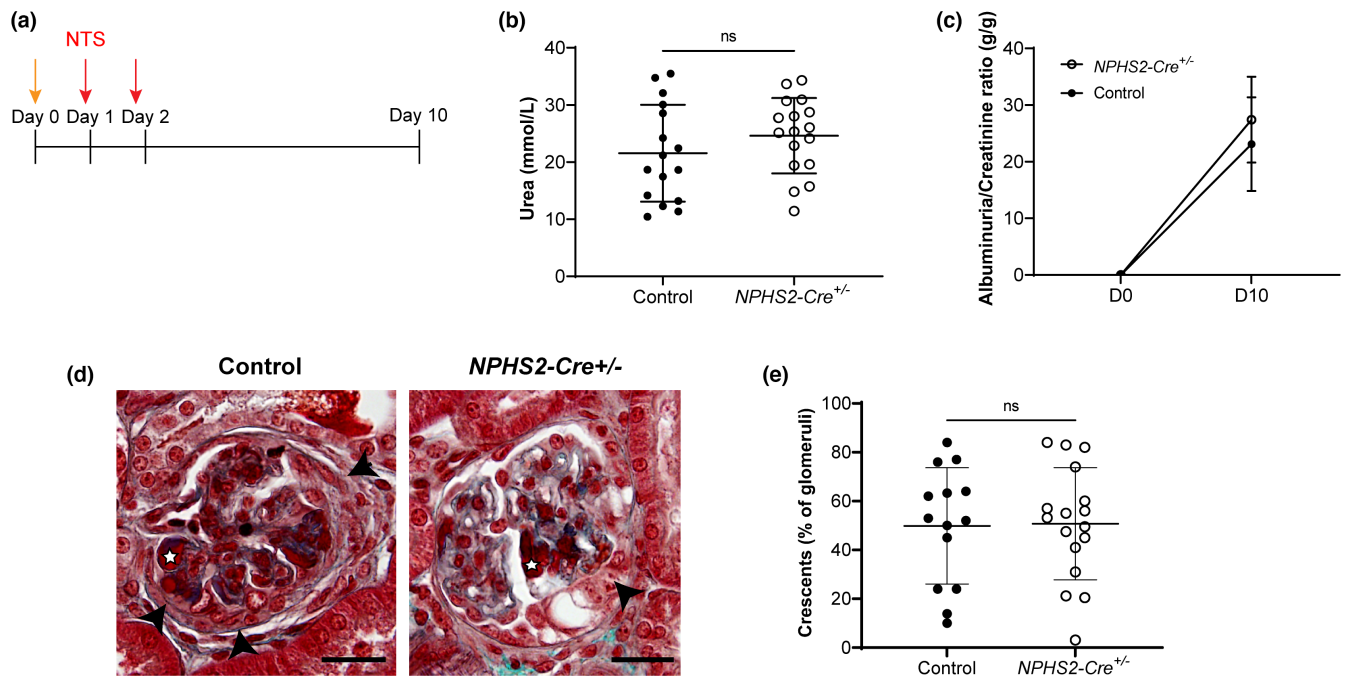 (a)
NTS
Day 0 Day 1 Day 2
Day 10
(b)
ns
Urea (mmol/L)
40
30
20
10
0
Control
NPHS2-Cre+/-
(c)
Albuminuria/Creatinine ratio (g/g)
40
30
20
10
0
NPHS2-Cre+/-
Control
D0
D10
(d)
Control
NPHS2-Cre+/-
(e)
ns
Crescents (% of glomeruli)
100
80
60
40
20
0
Control
NPHS2-Cre+/-